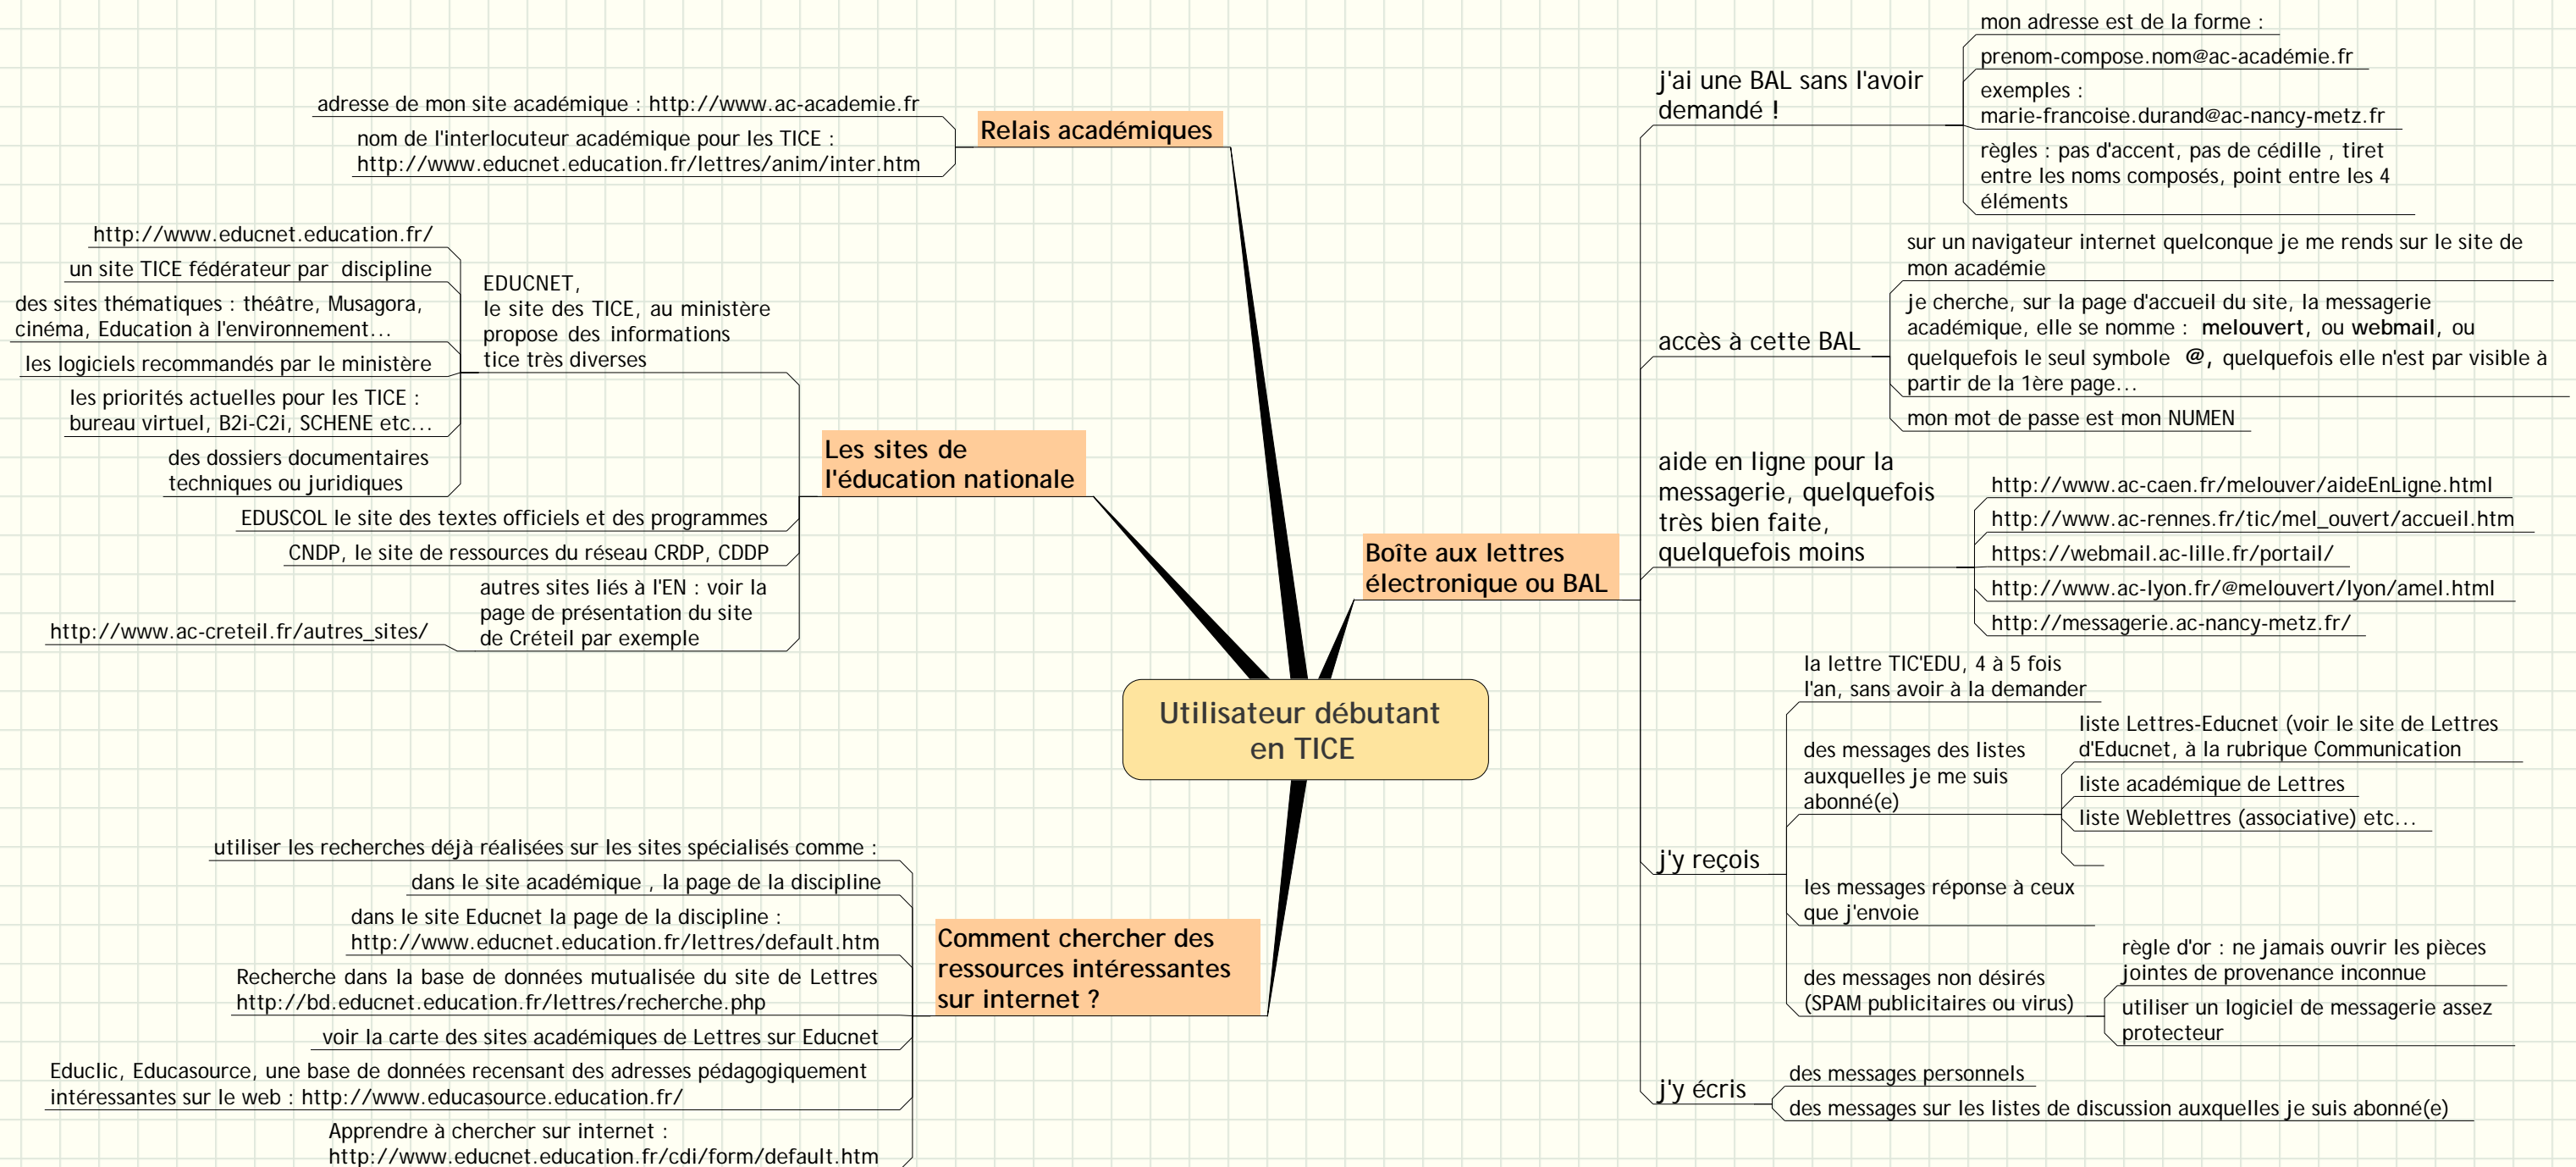 adresse de mon site académique : http://www.ac-academie.fr
nom de l'interlocuteur académique pour les TICE :
http://www.educnet.education.fr/lettres/anim/inter.htm
Relais académiques
http://www.educnet.education.fr/
un site TICE fédérateur par discipline
des sites thématiques : théâtre, Musagora,
cinéma, Education à l'environnement...
les logiciels recommandés par le ministère
les priorités actuelles pour les TICE :
bureau virtuel, B2i-C2i, SCHENE etc...
des dossiers documentaires
techniques ou juridiques
EDUCNET,
le site des TICE, au ministère
propose des informations
tice très diverses
EDUSCOL le site des textes officiels et des programmes
CNDP, le site de ressources du réseau CRDP, CDDP
autres sites liés à l'EN : voir la
page de présentation du site
de Créteil par exemple
http://www.ac-creteil.fr/autres_sites/
Les sites de
l'éducation nationale
Utilisateur débutant
en TICE
utiliser les recherches déjà réalisées sur les sites spécialisés comme :
dans le site académique , la page de la discipline
dans le site Educnet la page de la discipline :
http://www.educnet.education.fr/lettres/default.htm
Recherche dans la base de données mutualisée du site de Lettres
http://bd.educnet.education.fr/lettres/recherche.php
voir la carte des sites académiques de Lettres sur Educnet
Educlic, Educasource, une base de données recensant des adresses pédagogiquement
intéressantes sur le web : http://www.educasource.education.fr/
Apprendre à chercher sur internet :
http://www.educnet.education.fr/cdi/form/default.htm
Comment chercher des
ressources intéressantes
sur internet ?
Boîte aux lettres
électronique ou BAL
j'ai une BAL sans l'avoir
demandé !
mon adresse est de la forme :
prenom-compose.nom@ac-académie.fr
exemples :
marie-francoise.durand@ac-nancy-metz.fr
règles : pas d'accent, pas de cédille , tiret
entre les noms composés, point entre les 4
éléments
accès à cette BAL
sur un navigateur internet quelconque je me rends sur le site de
mon académie
je cherche, sur la page d'accueil du site, la messagerie
académique, elle se nomme : melouvert, ou webmail, ou
quelquefois le seul symbole @, quelquefois elle n'est par visible à
partir de la 1ère page...
mon mot de passe est mon NUMEN
aide en ligne pour la
messagerie, quelquefois
très bien faite,
quelquefois moins
http://www.ac-caen.fr/melouver/aideEnLigne.html
http://www.ac-rennes.fr/tic/mel_ouvert/accueil.htm
https://webmail.ac-lille.fr/portail/
http://www.ac-lyon.fr/@melouvert/lyon/amel.html
http://messagerie.ac-nancy-metz.fr/
j'y reçois
la lettre TIC'EDU, 4 à 5 fois
l'an, sans avoir à la demander
des messages des listes
auxquelles je me suis
abonné(e)
liste Lettres-Educnet (voir le site de Lettres
d'Educnet, à la rubrique Communication
liste académique de Lettres
liste Weblettres (associative) etc...
les messages réponse à ceux
que j'envoie
des messages non désirés
(SPAM publicitaires ou virus)
règle d'or : ne jamais ouvrir les pièces
jointes de provenance inconnue
utiliser un logiciel de messagerie assez
protecteur
j'y écris
des messages personnels
des messages sur les listes de discussion auxquelles je suis abonné(e)